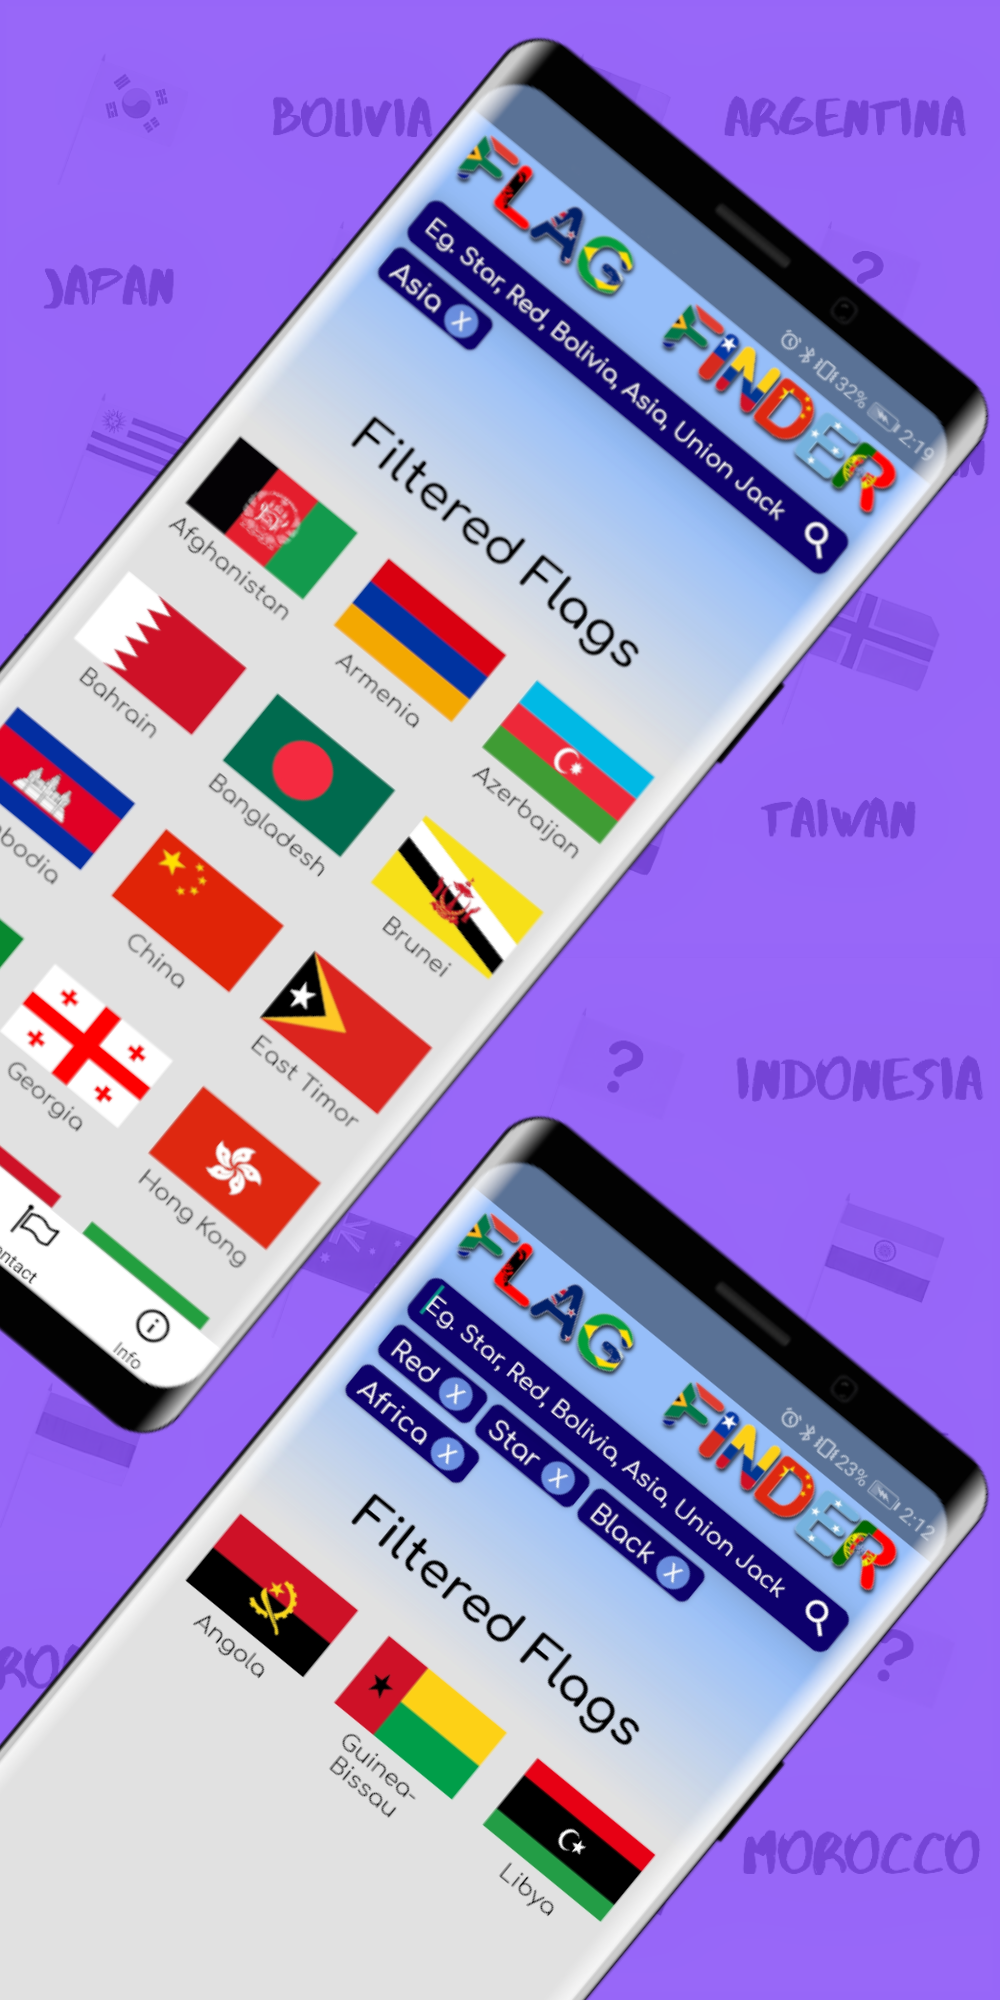 BOLIVIA
ARGENTINA
JAPAN
TAIWAN
INDONESIA
MOROCCO
?
?
?
32% 2:19
FLAG FINDER
Eg. Star, Red, Bolivia, Asia, Union Jack
Asia X
Filtered Flags
Afghanistan
Armenia
Azerbaijan
Bahrain
Bangladesh
Brunei
bodia
China
East Timor
Georgia
Hong Kong
ontact
Info
23% 2:12
FLAG FINDER
Eg. Star, Red, Bolivia, Asia, Union Jack
Red X Star X Black X
Africa X
Filtered Flags
Angola
Guinea-
Bissau
Libya